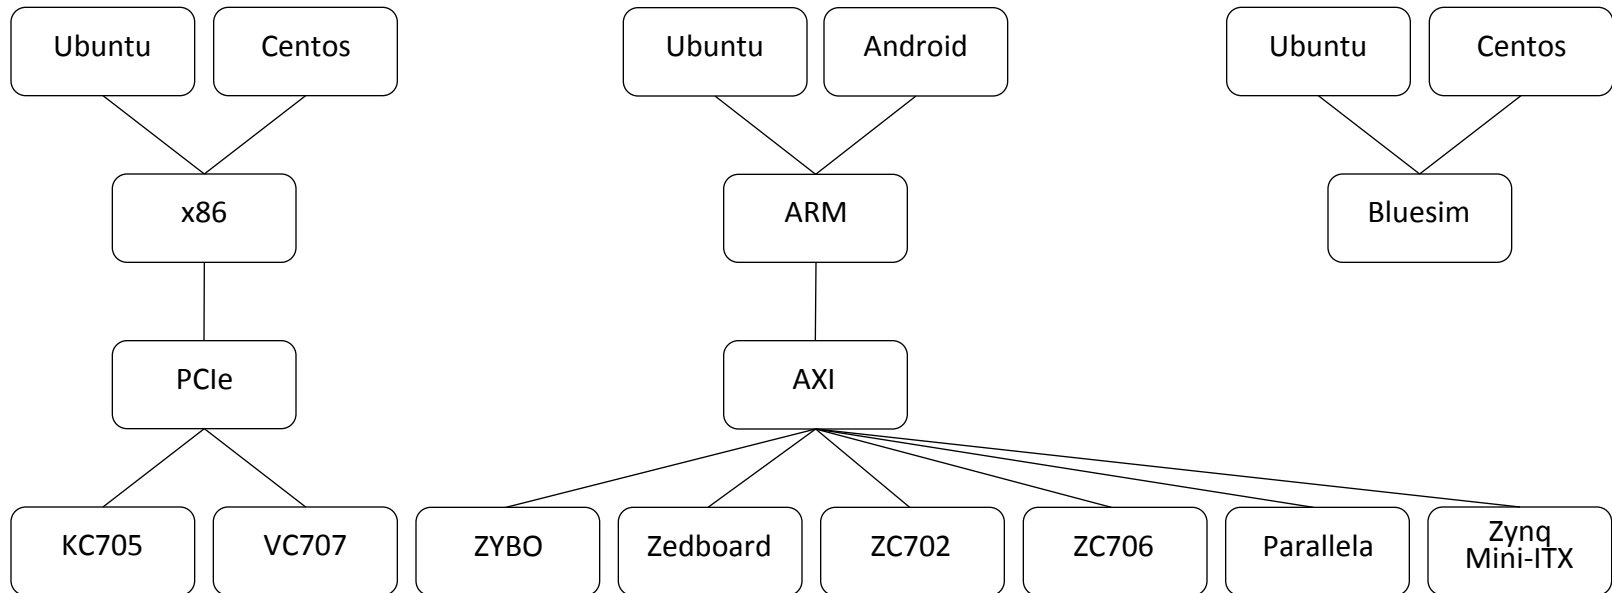 Ubuntu
Centos
Ubuntu
Android
Ubuntu
Centos
x86
ARM
Bluesim
PCIe
AXI
KC705
VC707
ZYBO
Zedboard
ZC702
ZC706
Parallela
Zynq
Mini-ITX